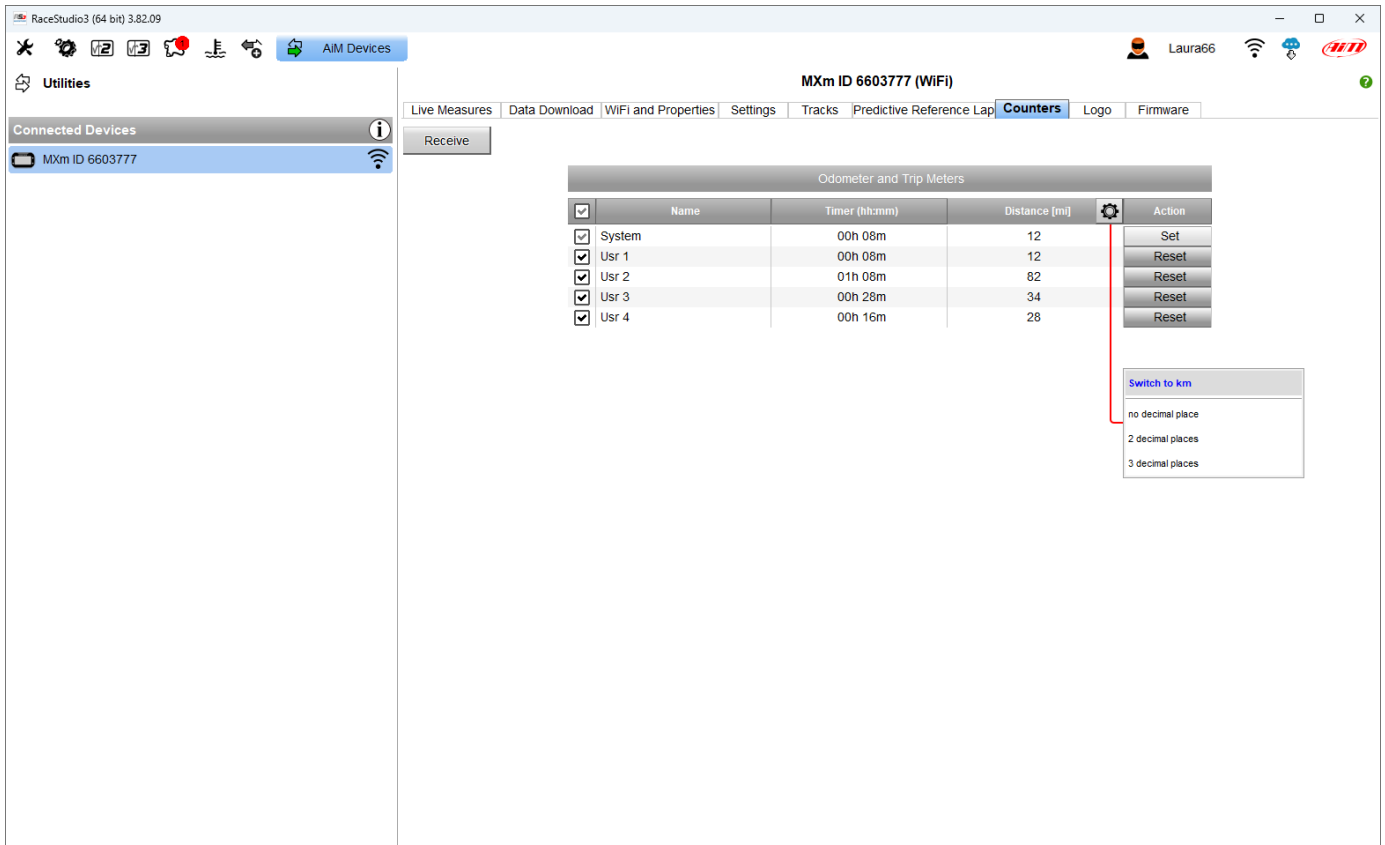 RaceStudio3 (64 bit) 3.82.09
AiM Devices
Laura66
AiM
Utilities
MXm ID 6603777 (WiFi)
Live Measures Data Download WiFi and Properties Settings Tracks Predictive Reference Lap Counters Logo Firmware
Connected Devices
Receive
MXm ID 6603777
Odometer and Trip Meters
Name Timer (hh:mm) Distance [mi] Action
System 00h 08m 12 Set
Usr 1 00h 08m 12 Reset
Usr 2 01h 08m 82 Reset
Usr 3 00h 28m 34 Reset
Usr 4 00h 16m 28 Reset
Switch to km
no decimal place
2 decimal places
3 decimal places